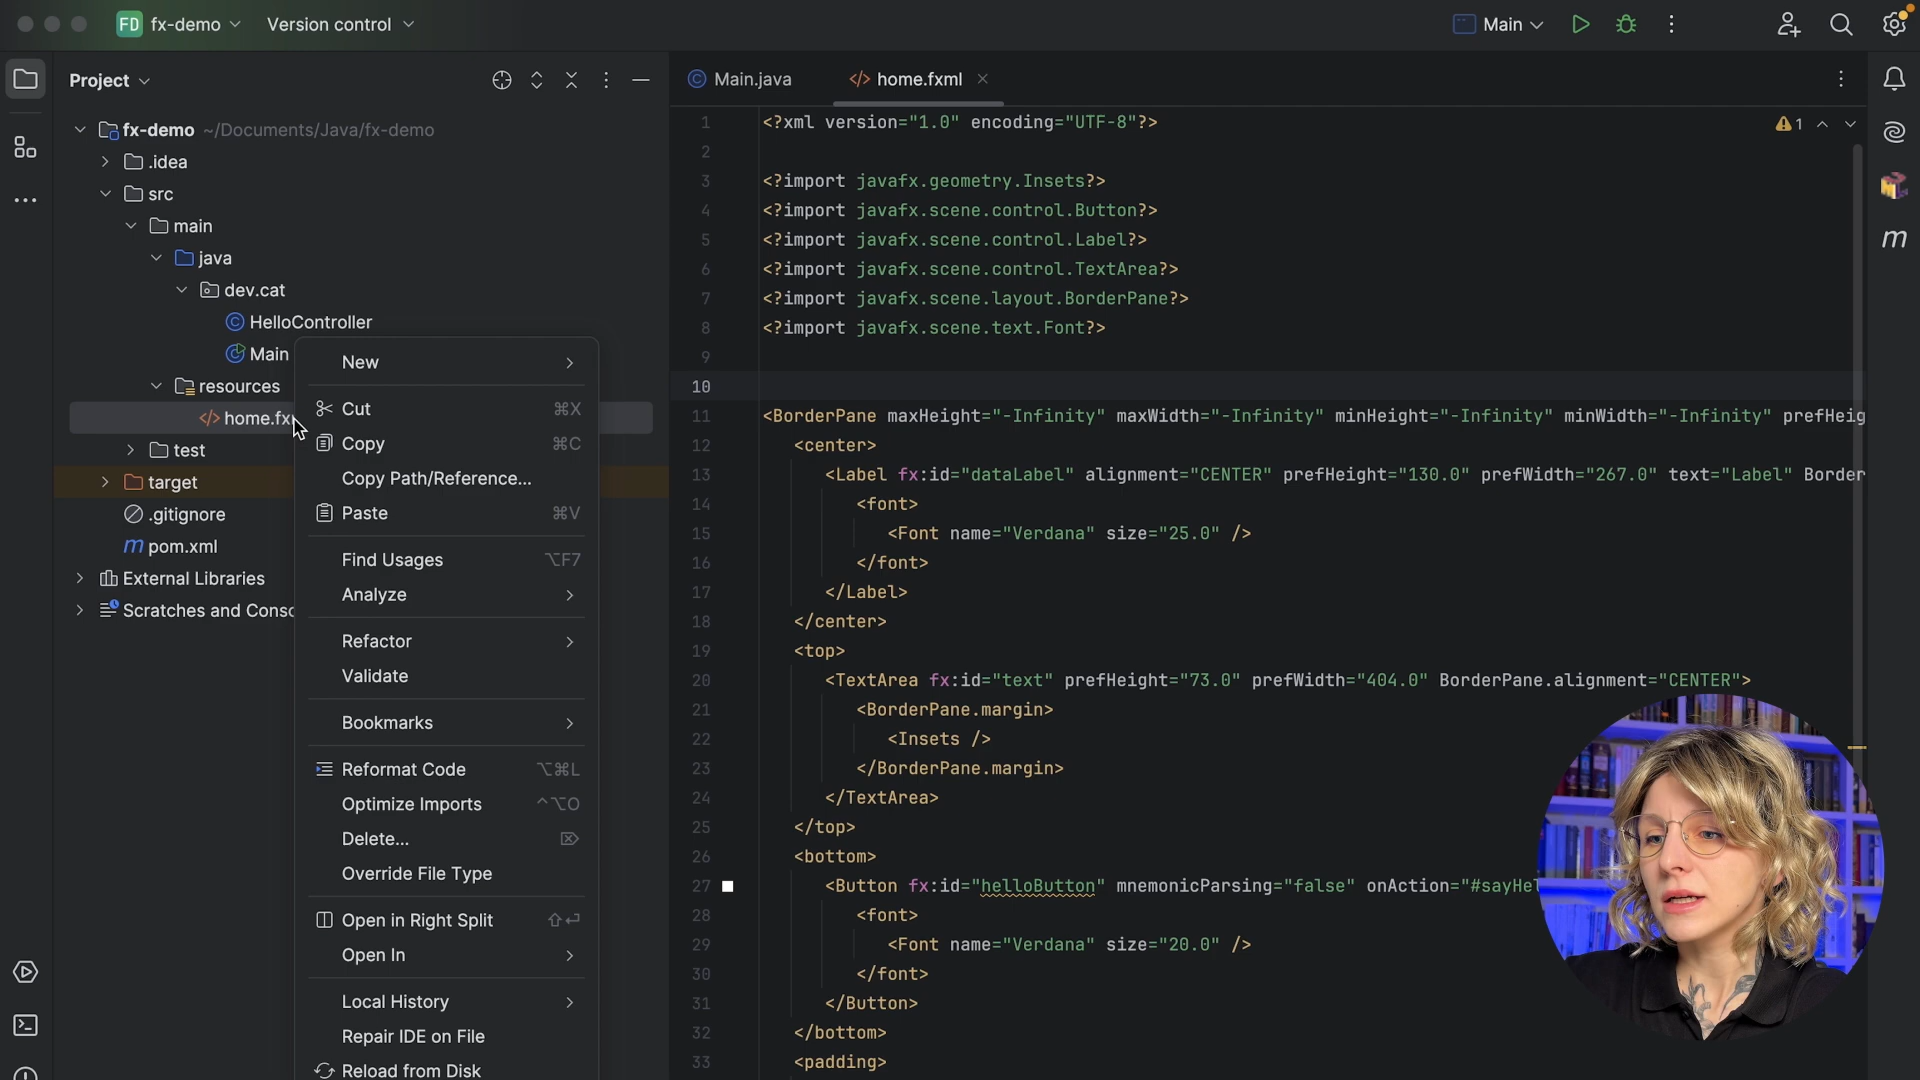 FD fx-demo Version control Main
Project
fx-demo ~/Documents/Java/fx-demo
.idea
src
main
java
dev.cat
HelloController
Main
resources
home.fx
test
target
.gitignore
m pom.xml
External Libraries
Scratches and Conso
New
Cut ⌘X
Copy ⌘C
Copy Path/Reference...
Paste ⌘V
Find Usages ⌥F7
Analyze
Refactor
Validate
Bookmarks
Reformat Code ⌥⌘L
Optimize Imports ^⌥O
Delete... ⌦
Override File Type
Open in Right Split ⇧⏎
Open In
Local History
Repair IDE on File
Reload from Disk
Main.java </> home.fxml
1
m
1 <?xml version="1.0" encoding="UTF-8"?>
2
3 <?import javafx.geometry.Insets?>
4 <?import javafx.scene.control.Button?>
5 <?import javafx.scene.control.Label?>
6 <?import javafx.scene.control.TextArea?>
7 <?import javafx.scene.layout.BorderPane?>
8 <?import javafx.scene.text.Font?>
9
10
11 <BorderPane maxHeight="-Infinity" maxWidth="-Infinity" minHeight="-Infinity" minWidth="-Infinity" prefHeig
12 <center>
13 <Label fx:id="dataLabel" alignment="CENTER" prefHeight="130.0" prefWidth="267.0" text="Label" Border
14 <font>
15 <Font name="Verdana" size="25.0" />
16 </font>
17 </Label>
18 </center>
19 <top>
20 <TextArea fx:id="text" prefHeight="73.0" prefWidth="404.0" BorderPane.alignment="CENTER">
21 <BorderPane.margin>
22 <Insets />
23 </BorderPane.margin>
24 </TextArea>
25 </top>
26 <bottom>
27 <Button fx:id="helloButton" mnemonicParsing="false" onAction="#sayHel
28 <font>
29 <Font name="Verdana" size="20.0" />
30 </font>
31 </Button>
32 </bottom>
33 <padding>